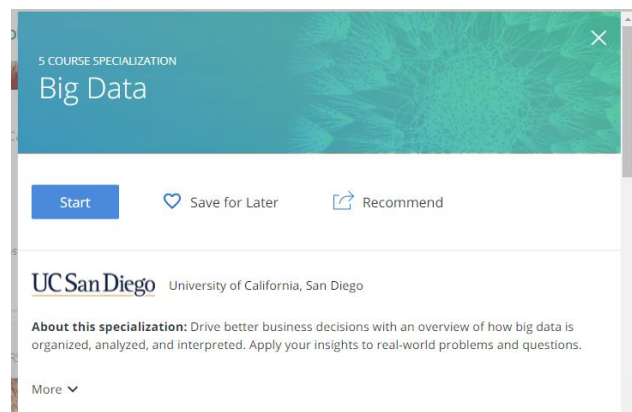 5 COURSE SPECIALIZATION
Big Data
Start
Save for Later
Recommend
UC San Diego
University of California, San Diego
About this specialization: Drive better business decisions with an overview of how big data is
organized, analyzed, and interpreted. Apply your insights to real-world problems and questions.
More